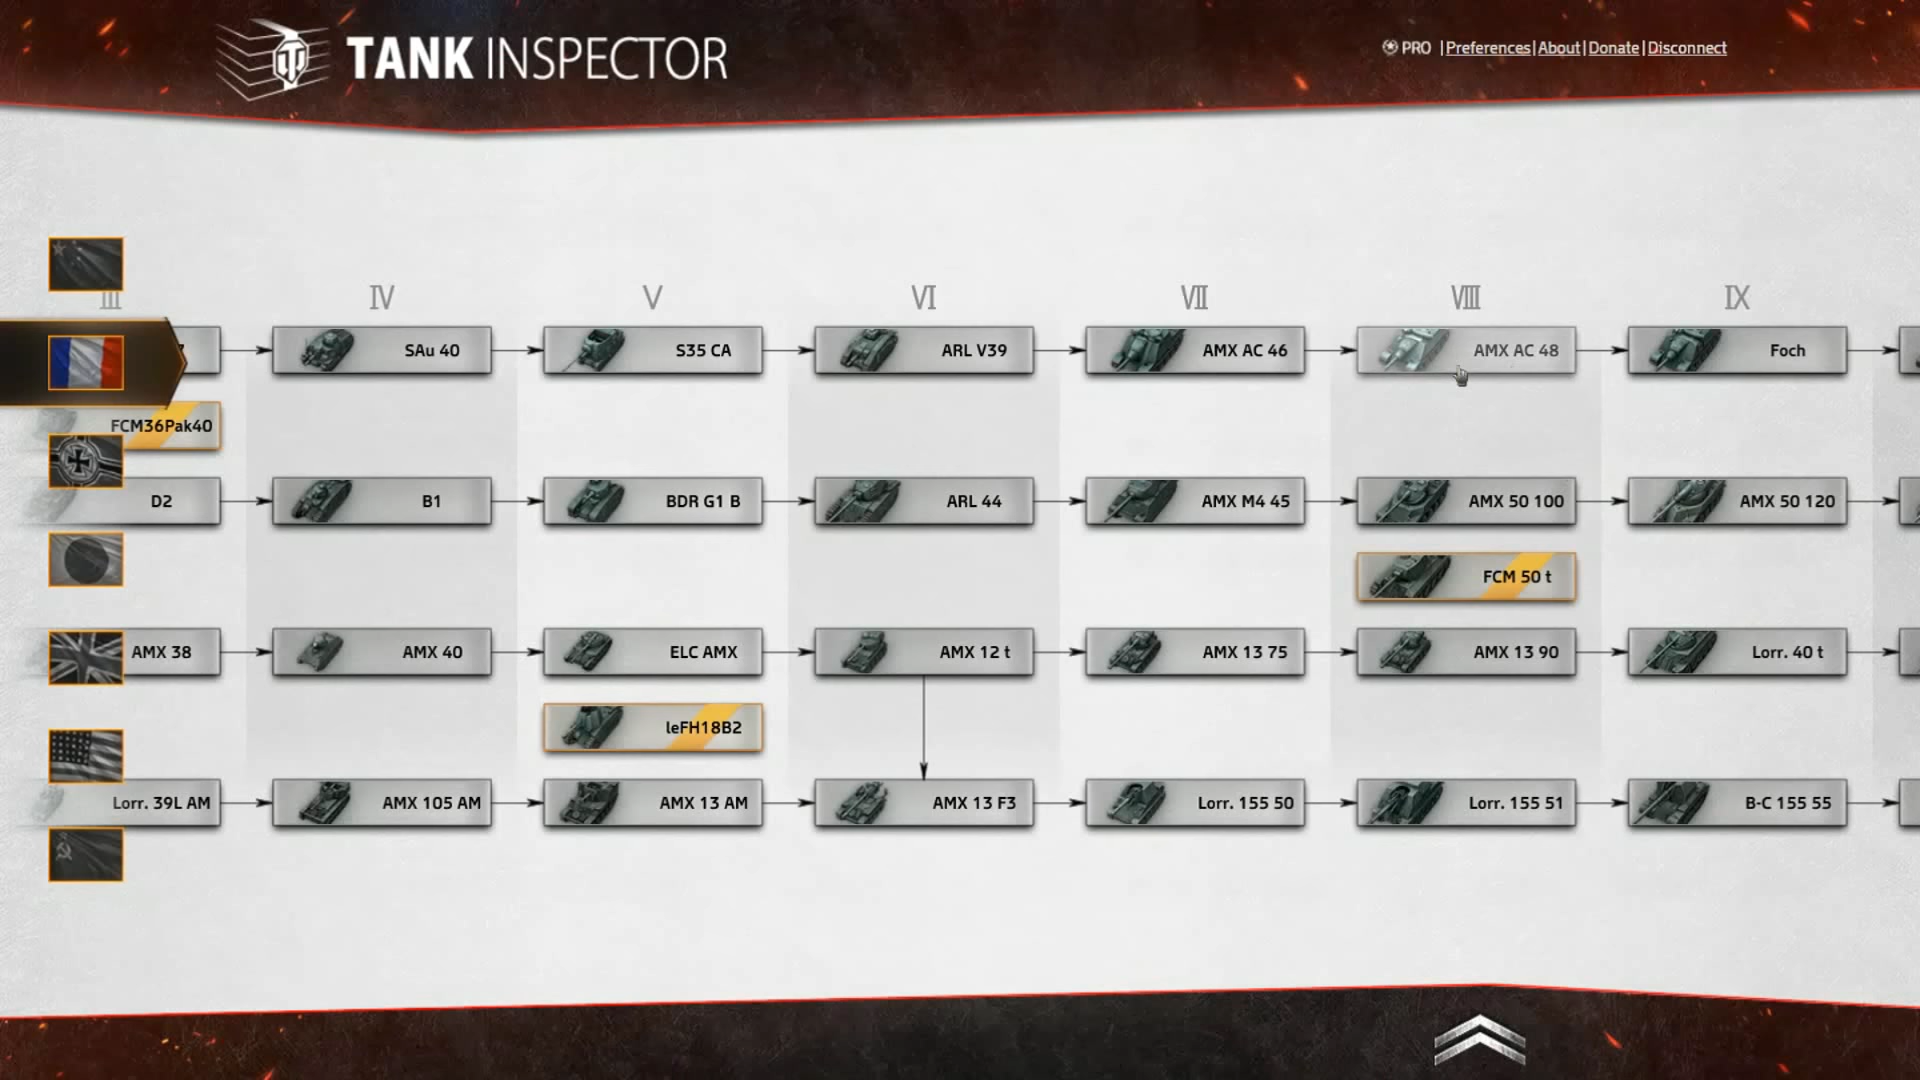 TANK INSPECTOR
PRO | Preferences | About | Donate | Disconnect
III IV V VI VII VIII IX
SAu 40 S35 CA ARL V39 AMX AC 46 AMX AC 48 Foch
FCM36Pak40
D2 B1 BDR G1 B ARL 44 AMX M4 45 AMX 50 100 AMX 50 120
FCM 50 t
AMX 38 AMX 40 ELC AMX AMX 12 t AMX 13 75 AMX 13 90 Lorr. 40 t
leFH18B2
Lorr. 39L AM AMX 105 AM AMX 13 AM AMX 13 F3 Lorr. 155 50 Lorr. 155 51 B-C 155 55